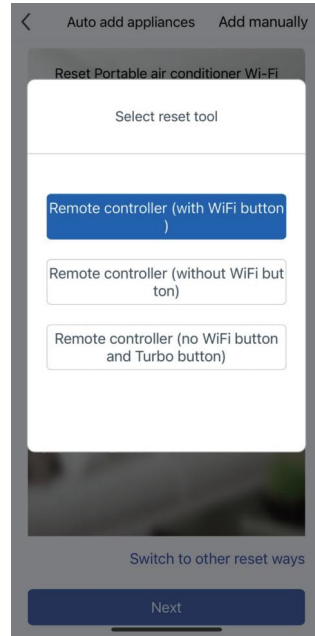 Auto add appliances Add manually
Reset Portable air conditioner Wi-Fi
Select reset tool
Remote controller (with WiFi button
)
Remote controller (without WiFi but
ton)
Remote controller (no WiFi button
and Turbo button)
Switch to other reset ways
Next